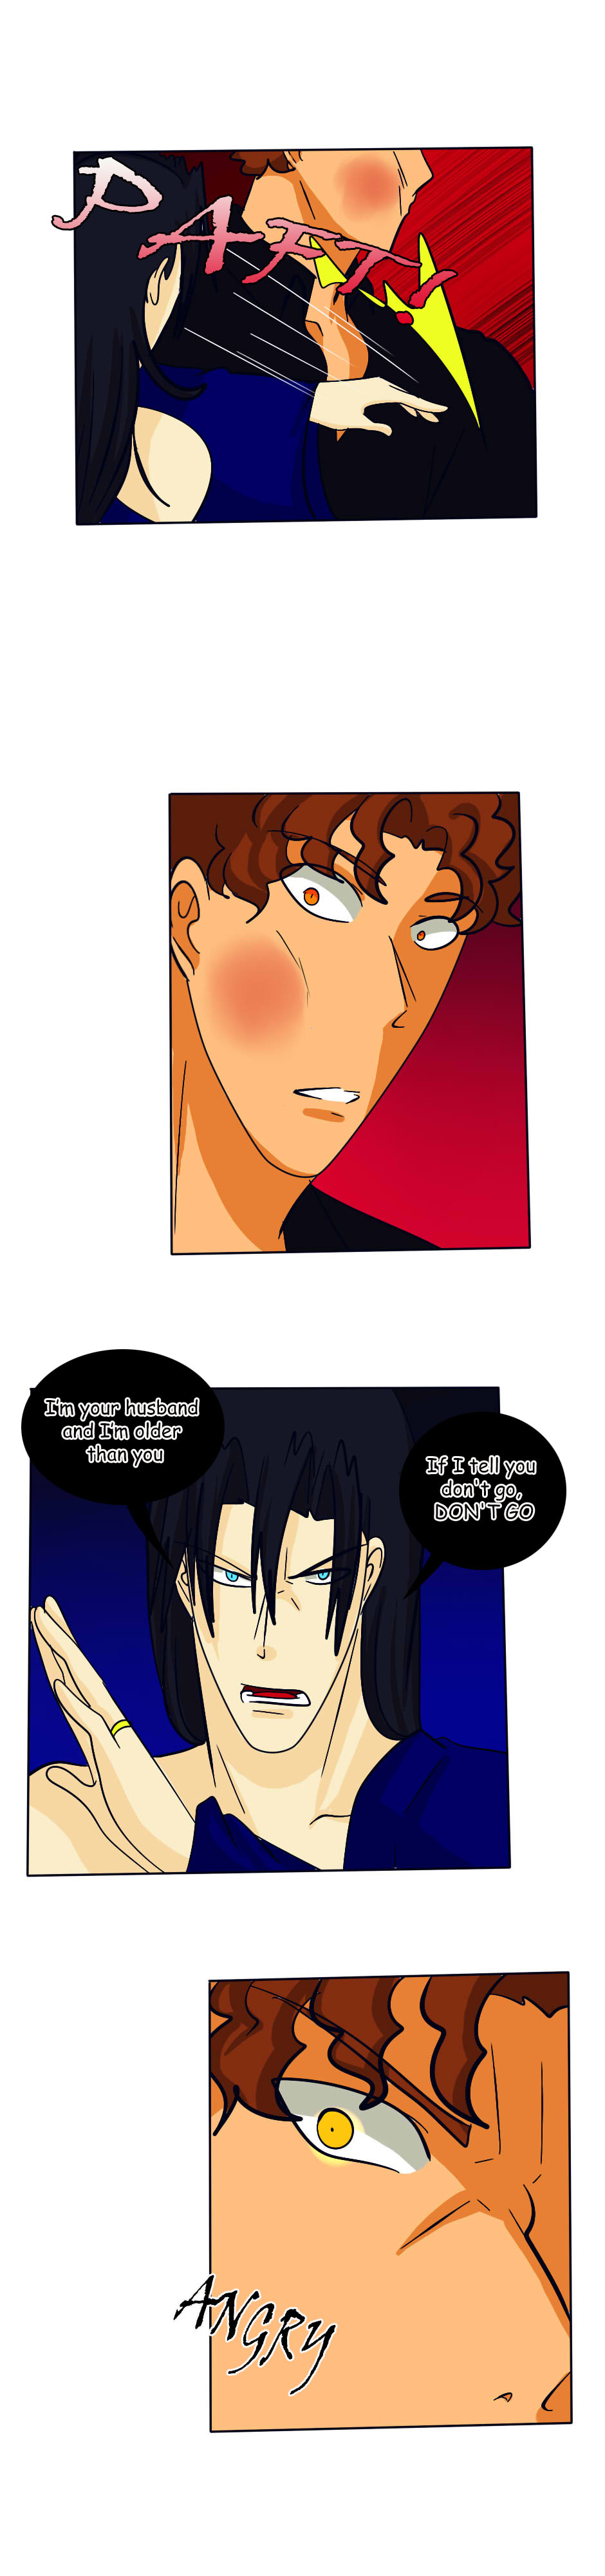 PAFT!
I'm your husband
and I'm older
than you
If I tell you
don't go,
DON'T GO
ANGRY